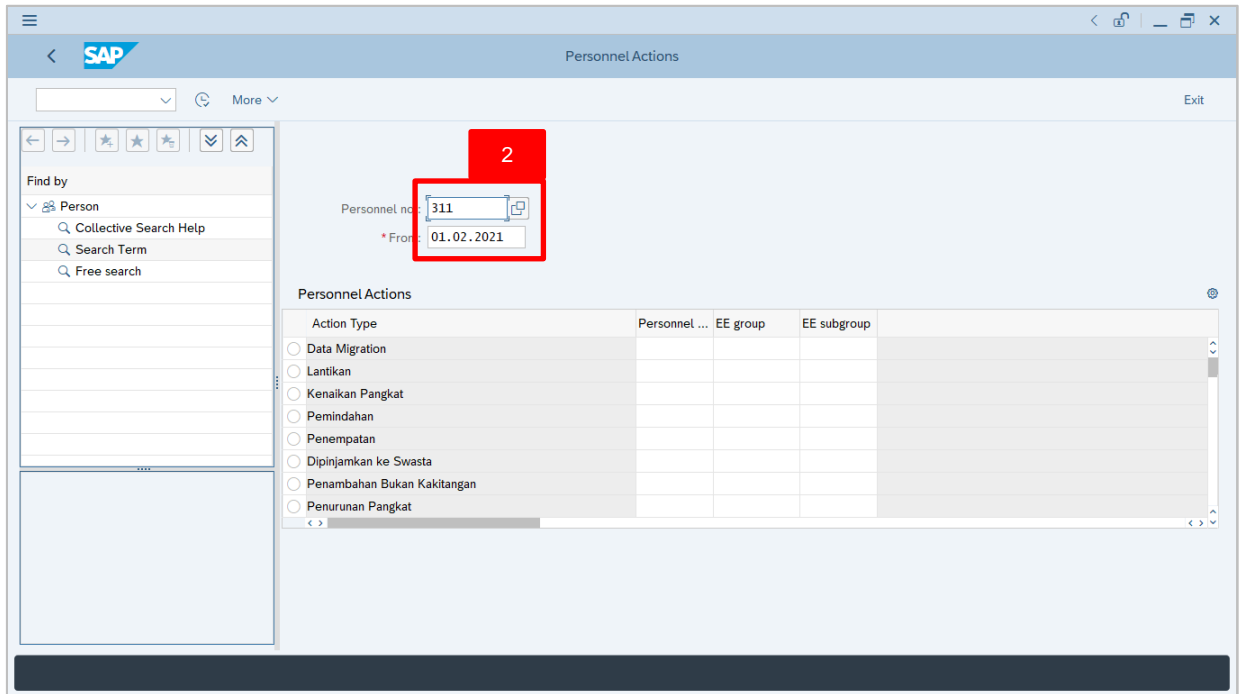 SAP
Personnel Actions
More
Exit
2
Find by
Person
Collective Search Help
Search Term
Free search
Personnel no.: 311
* From: 01.02.2021
Personnel Actions
Action Type Personnel ... EE group EE subgroup
Data Migration
Lantikan
Kenaikan Pangkat
Pemindahan
Penempatan
Dipinjamkan ke Swasta
Penambahan Bukan Kakitangan
Penurunan Pangkat